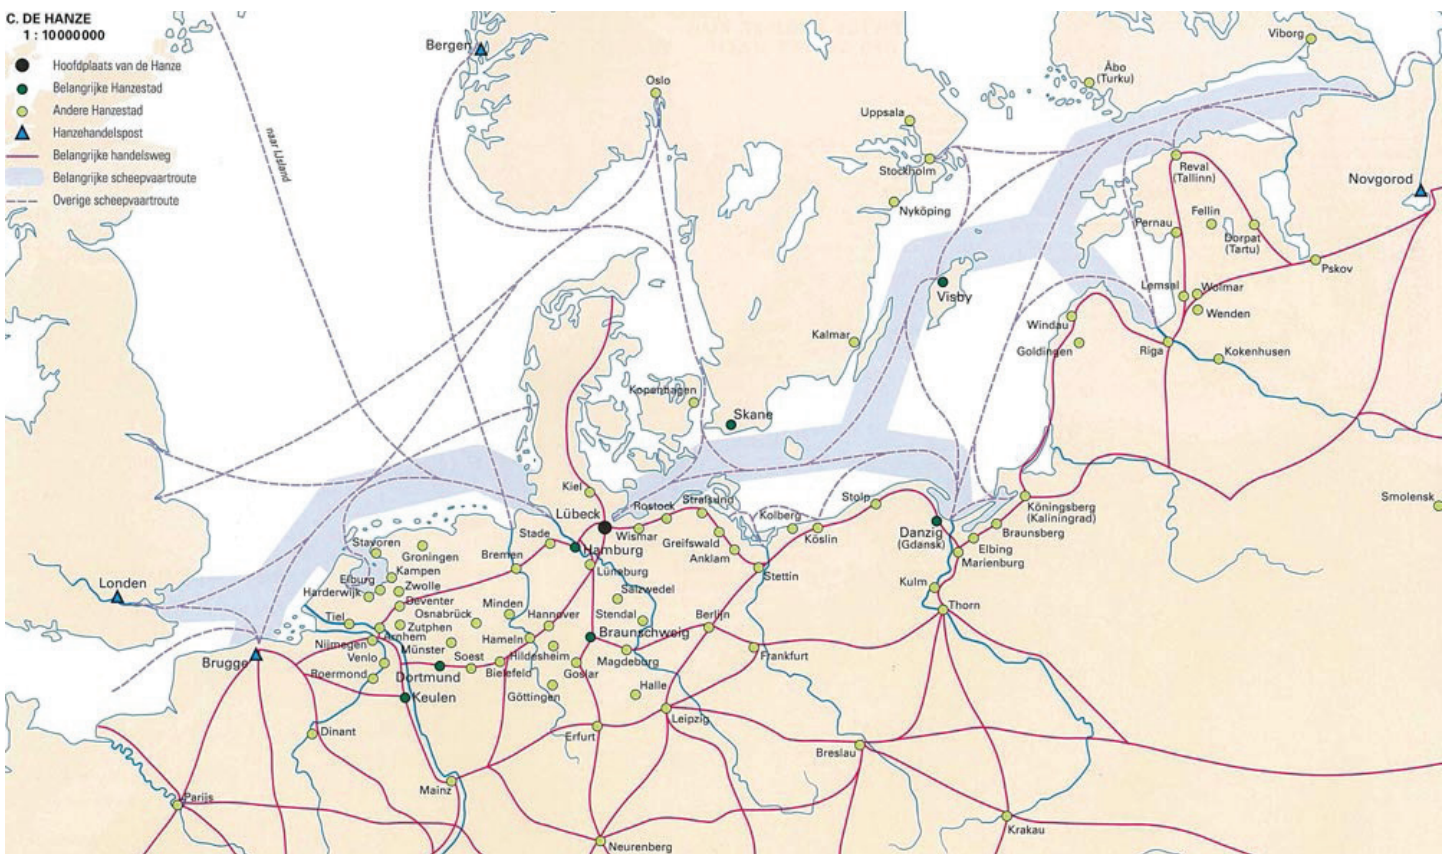 C. DE HANZE
1 : 10000000
Hoofdplaats van de Hanze
Belangrijke Hanzestad
Andere Hanzestad
Hanzehandelspost
Belangrijke handelsweg
Belangrijke scheepvaartroute
Overige scheepvaartroute
naar IJsland
Bergen
Oslo
Uppsala
Stockholm
Nyköping
Åbo
(Turku)
Viborg
Novgorod
Reval
(Tallinn)
Pernau
Fellin
Dorpat
(Tartu)
Pskov
Lemsal
Wolmar
Wenden
Visby
Windau
Goldingen
Riga
Kokenhusen
Kalmar
Kopenhagen
Skane
Smolensk
Kiel
Lübeck
Rostock
Stralsund
Wismar
Greifswald
Anklam
Kolberg
Köslin
Stolp
Danzig
(Gdansk)
Köningsberg
(Kaliningrad)
Braunsberg
Elbing
Marienburg
Stettin
Stade
Hamburg
Bremen
Lüneburg
Salzwedel
Stendal
Berlijn
Kulm
Thorn
Stavoren
Groningen
Kampen
Elburg
Zwolle
Harderwijk
Deventer
Osnabrück
Minden
Hannover
Tiel
Zutphen
Arnhem
Hameln
Braunschweig
Nijmegen
Münster
Hildesheim
Magdeburg
Frankfurt
Venlo
Soest
Bielefeld
Goslar
Roermond
Dortmund
Göttingen
Halle
Keulen
Londen
Brugge
Dinant
Erfurt
Leipzig
Breslau
Mainz
Parijs
Krakau
Neurenberg